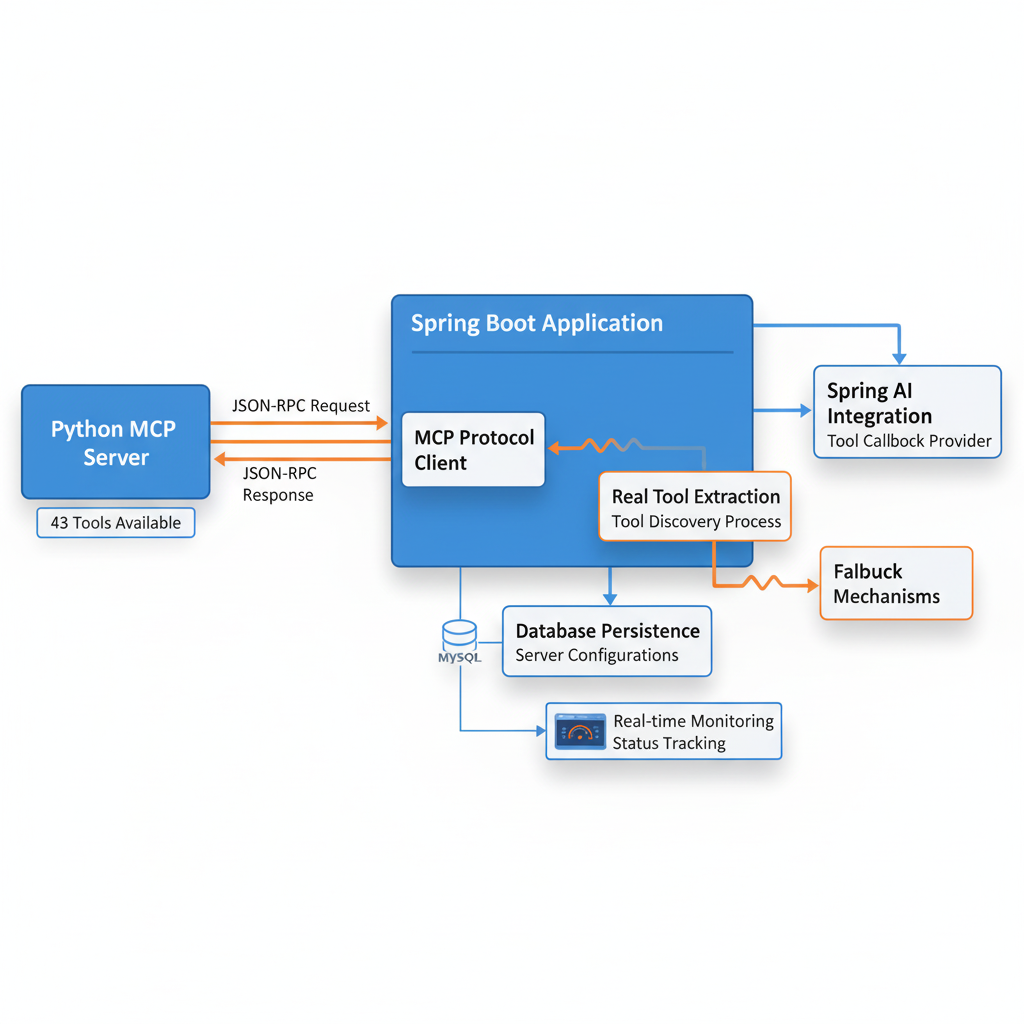 Spring Boot Application
Python MCP
Server
43 Tools Available
JSON-RPC Request
JSON-RPC
Response
MCP Protocol
Client
Real Tool Extraction
Tool Discovery Process
Spring AI
Integration
Tool Callback Provider
Falbuck
Mechanisms
MYSQL
Database Persistence
Server Configurations
Real-time Monitoring
Status Tracking